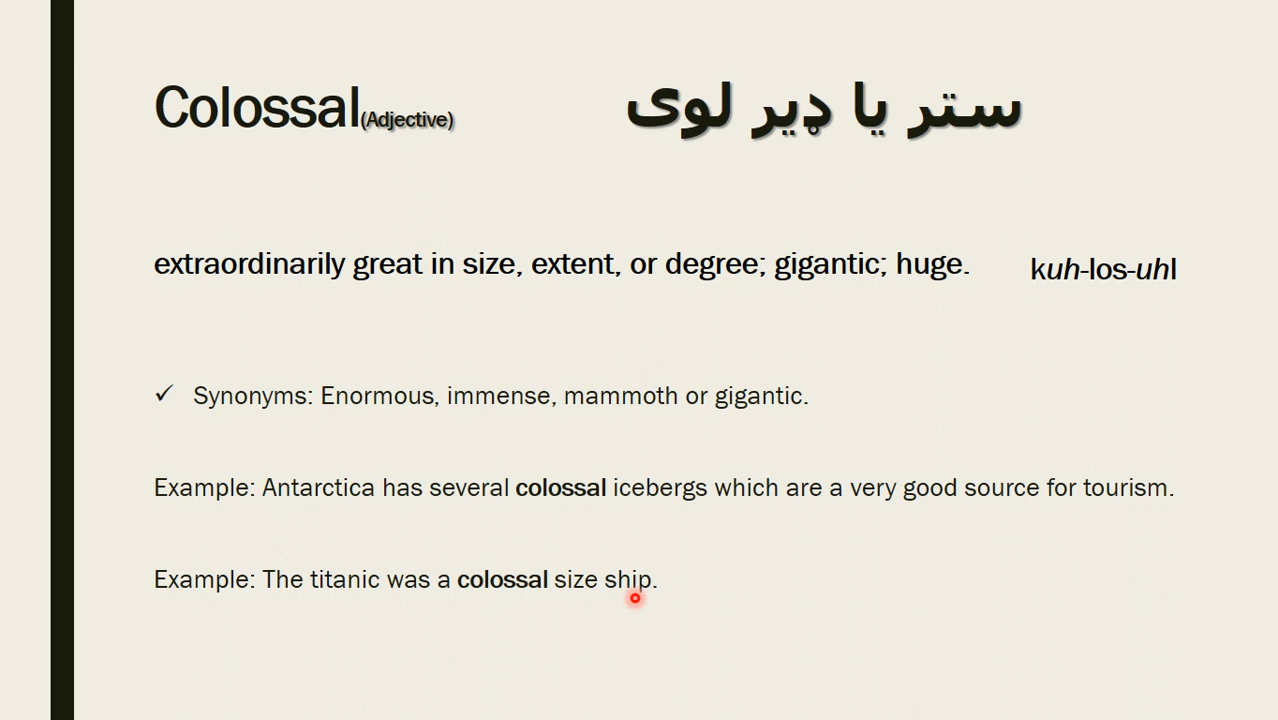 Colossal(Adjective) ستر يا ډیر لوی
extraordinarily great in size, extent, or degree; gigantic; huge. kuh-los-uhl
✓ Synonyms: Enormous, immense, mammoth or gigantic.
Example: Antarctica has several colossal icebergs which are a very good source for tourism.
Example: The titanic was a colossal size ship.